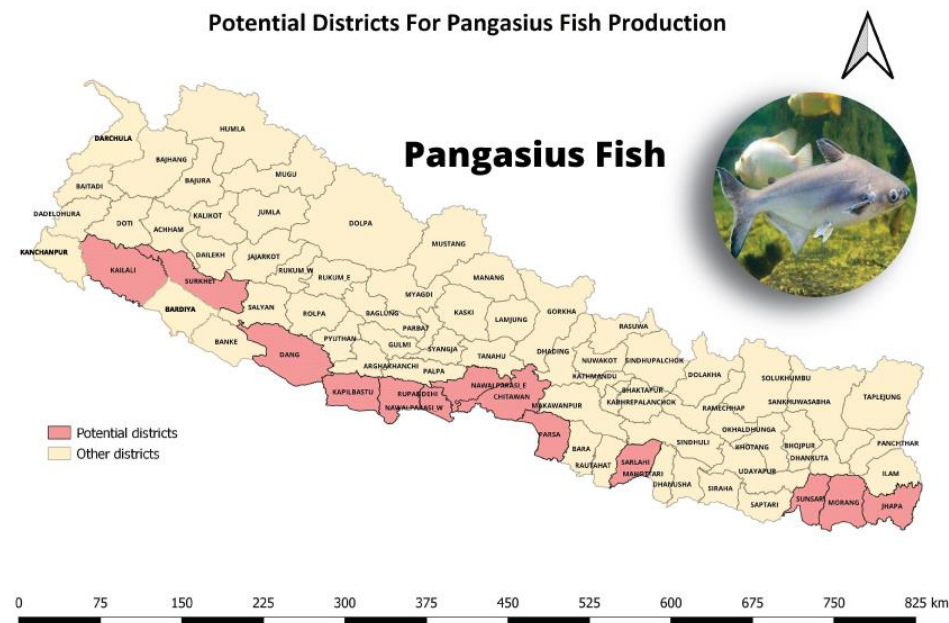 Potential Districts For Pangasius Fish Production
Pangasius Fish
HUMLA
DARCHULA
BAJHANG
MUGU
BAJURA
BAITADI
DADELDHURA
DOTI
ACHHAM
KALIKOT
JUMLA
DOLPA
MUSTANG
KANCHANPUR
DAILEKH
JAJARKOT
KAILALI
SURKHET
RUKUM_W
RUKUM_E
MANANG
MYAGDI
BARDIYA
SALYAN
ROLPA
BAGLUNG
KASKI
LAMJUNG
GORKHA
PARBAT
RASUWA
BANKE
DANG
PYUTHAN
GULMI
SYANGJA
TANAHU
DHADING
NUWAKOT
SINDHUPALCHOK
ARGHAKHANCHI
PALPA
KATHMANDU
DOLAKHA
SOLUKHUMBU
KAPILBASTU
RUPANDEHI
NAWALPARASI_E
CHITAWAN
BHAKTAPUR
KABHREPALANCHOK
SANKHUWASABHA
TAPLEJUNG
NAWALPARASI_W
MAKAWANPUR
RAMECHHAP
OKHALDHUNGA
PARSA
BARA
SINDHULI
KHOTANG
BHOJPUR
PANCHTHAR
DHANKUTA
RAUTAHAT
SARLAHI
MAHOTTARI
UDAYAPUR
ILAM
DHANUSHA
SIRAHA
SAPTARI
SUNSARI
MORANG
JHAPA
Potential districts
Other districts
0 75 150 225 300 375 450 525 600 675 750 825 km